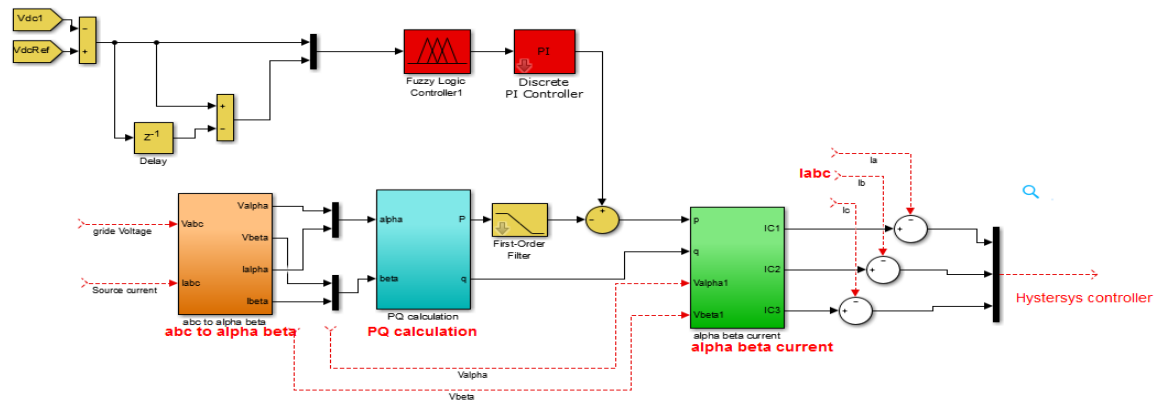 Vdc1
VdcRef
-
+
+
-
z-1
Delay
Fuzzy Logic
Controller1
PI
Discrete
PI Controller
gride Voltage
Source current
Vabc
Iabc
Valpha
Vbeta
Ialpha
Ibeta
abc to alpha beta
abc to alpha beta
alpha
beta
P
q
PQ calculation
PQ calculation
First-Order
Filter
+
-
p
q
Valpha1
Vbeta1
IC1
IC2
IC3
alpha beta current
alpha beta current
Valpha
Vbeta
Iabc
Ia
Ib
Ic
-
+
-
+
-
+
Hystersys controller